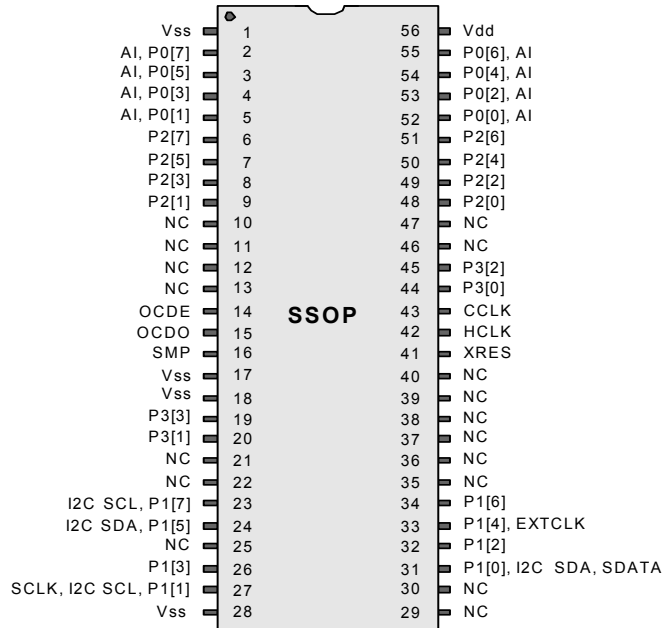 Vss 1 56 Vdd
AI, P0[7] 2 55 P0[6], AI
AI, P0[5] 3 54 P0[4], AI
AI, P0[3] 4 53 P0[2], AI
AI, P0[1] 5 52 P0[0], AI
P2[7] 6 51 P2[6]
P2[5] 7 50 P2[4]
P2[3] 8 49 P2[2]
P2[1] 9 48 P2[0]
NC 10 47 NC
NC 11 46 NC
NC 12 45 P3[2]
NC 13 44 P3[0]
OCDE 14 SSOP 43 CCLK
OCDO 15 42 HCLK
SMP 16 41 XRES
Vss 17 40 NC
Vss 18 39 NC
P3[3] 19 38 NC
P3[1] 20 37 NC
NC 21 36 NC
NC 22 35 NC
I2C SCL, P1[7] 23 34 P1[6]
I2C SDA, P1[5] 24 33 P1[4], EXTCLK
NC 25 32 P1[2]
P1[3] 26 31 P1[0], I2C SDA, SDATA
SCLK, I2C SCL, P1[1] 27 30 NC
Vss 28 29 NC